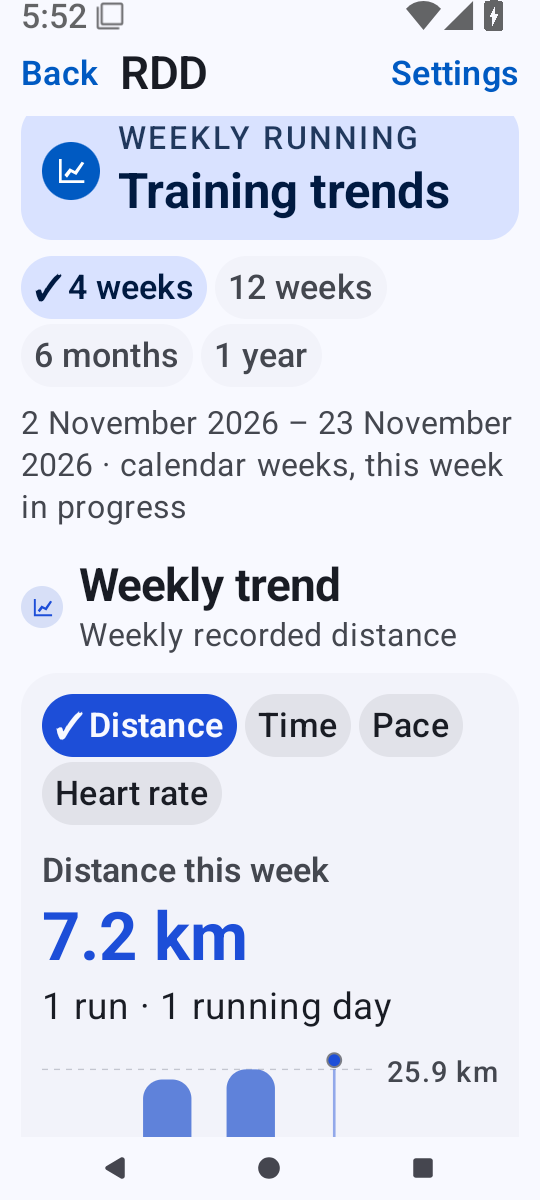 5:52
Back RDD Settings
WEEKLY RUNNING
Training trends
✓ 4 weeks 12 weeks
6 months 1 year
2 November 2026 – 23 November
2026 · calendar weeks, this week
in progress
Weekly trend
Weekly recorded distance
✓ Distance Time Pace
Heart rate
Distance this week
7.2 km
1 run · 1 running day
25.9 km